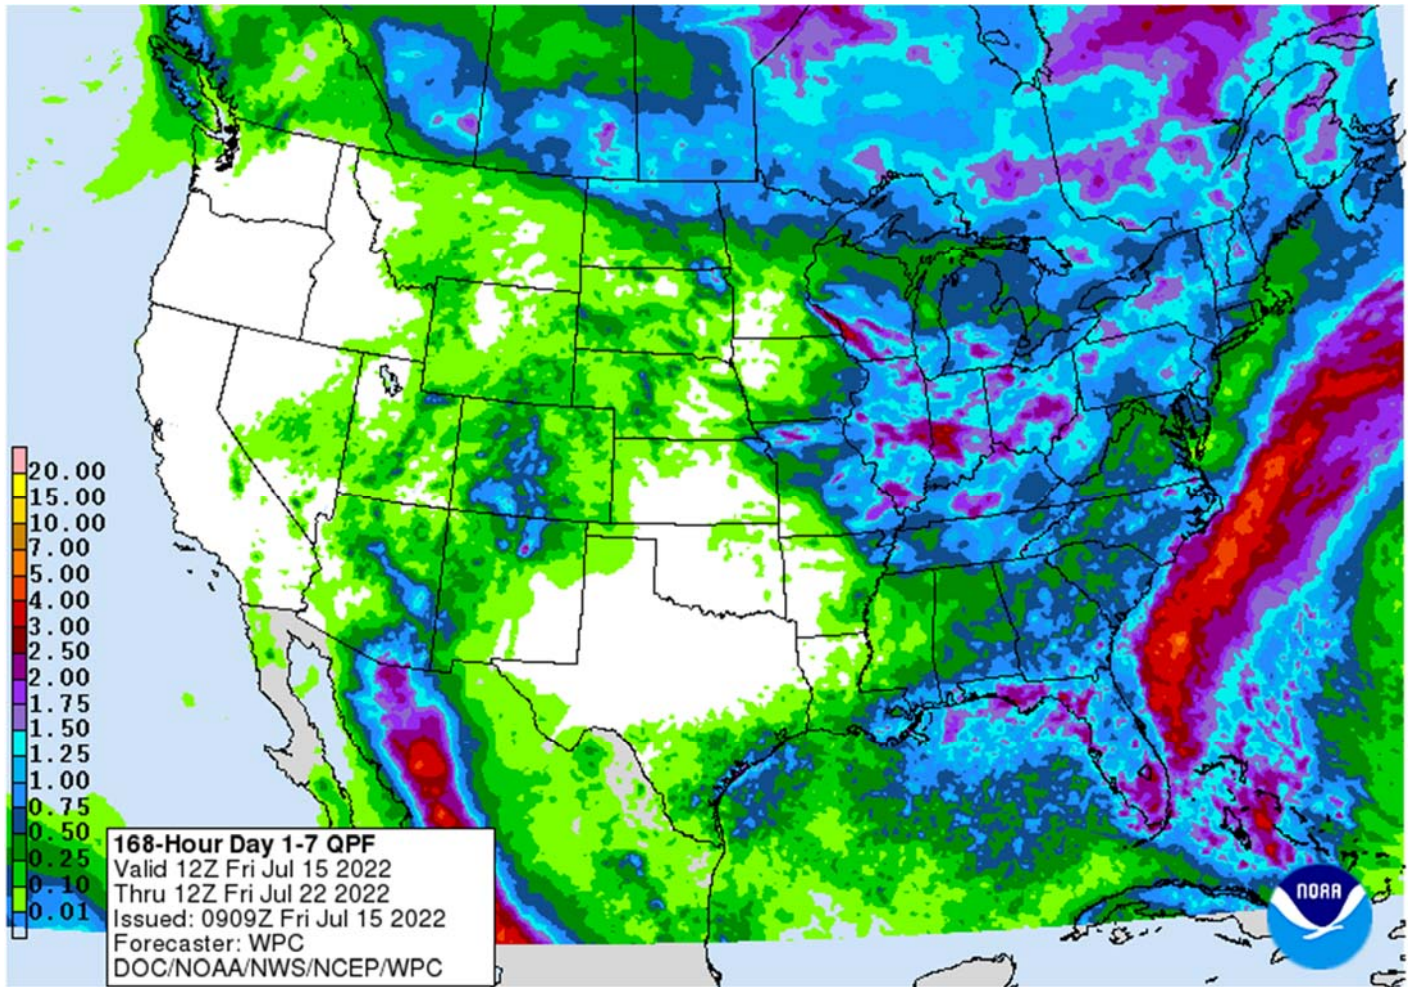 20.00
15.00
10.00
7.00
5.00
4.00
3.00
2.50
2.00
1.75
1.50
1.25
1.00
0.75
0.50
0.25
0.10
0.01
168-Hour Day 1-7 QPF
Valid 12Z Fri Jul 15 2022
Thru 12Z Fri Jul 22 2022
Issued: 0909Z Fri Jul 15 2022
Forecaster: WPC
DOC/NOAA/NWS/NCEP/WPC
NOAA